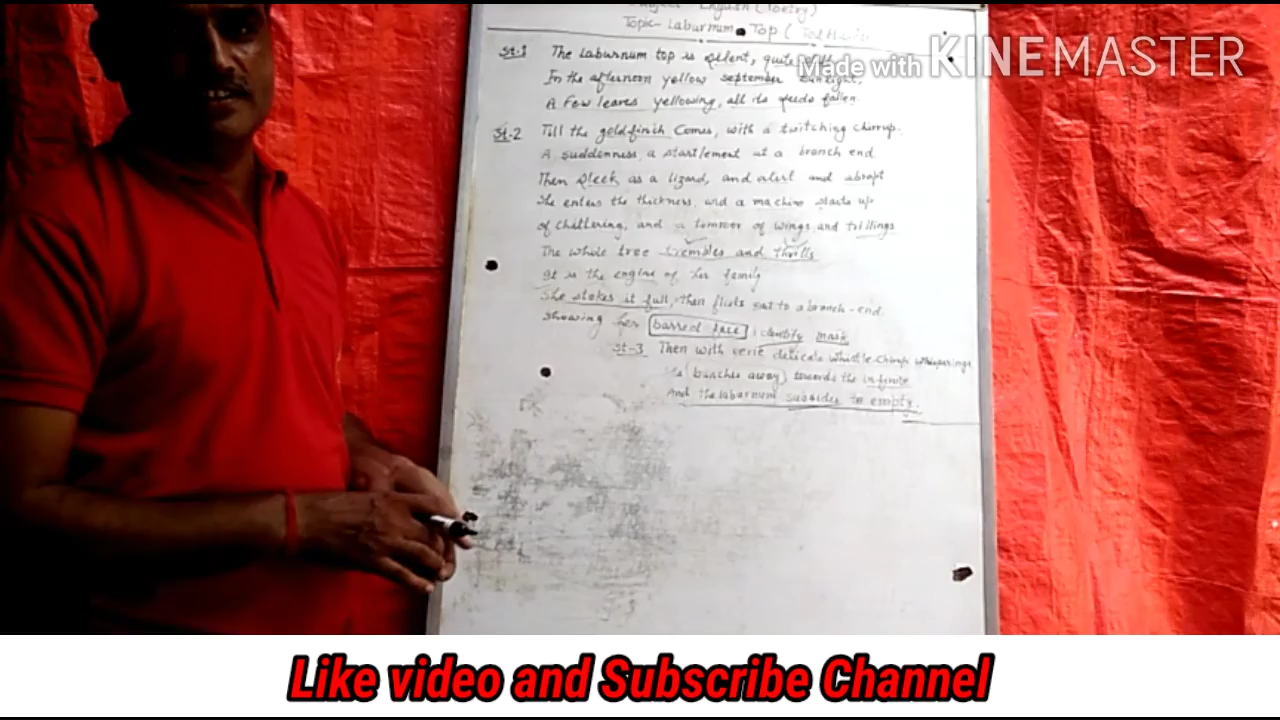 Subject - English (Poetry)
Topic - Laburnum Top ( Ted
St-1 The Laburnum top is silent, quite
In the afternoon yellow september sunlight,
A Few leaves yellowing, all its seeds fallen.
St-2 Till the goldfinch Comes, with a twitching chirrup.
A suddenness, a startlement at a branch end
Then sleek as a lizard, and alert and abrupt
She enters the thickness, and a machine starts up
of chittering, and a tremor of wings, and trillings
The whole tree trembles and thrills
It is the engine of her family
She stokes it full, then flirts out to a branch-end
Showing her barred face identity mask
St-3 Then with eerie delicate whistle-chirrup whisperings
(launches away) towards the infinite
And the laburnum subsides to empty.
Made with KINEMASTER
Like video and Subscribe Channel